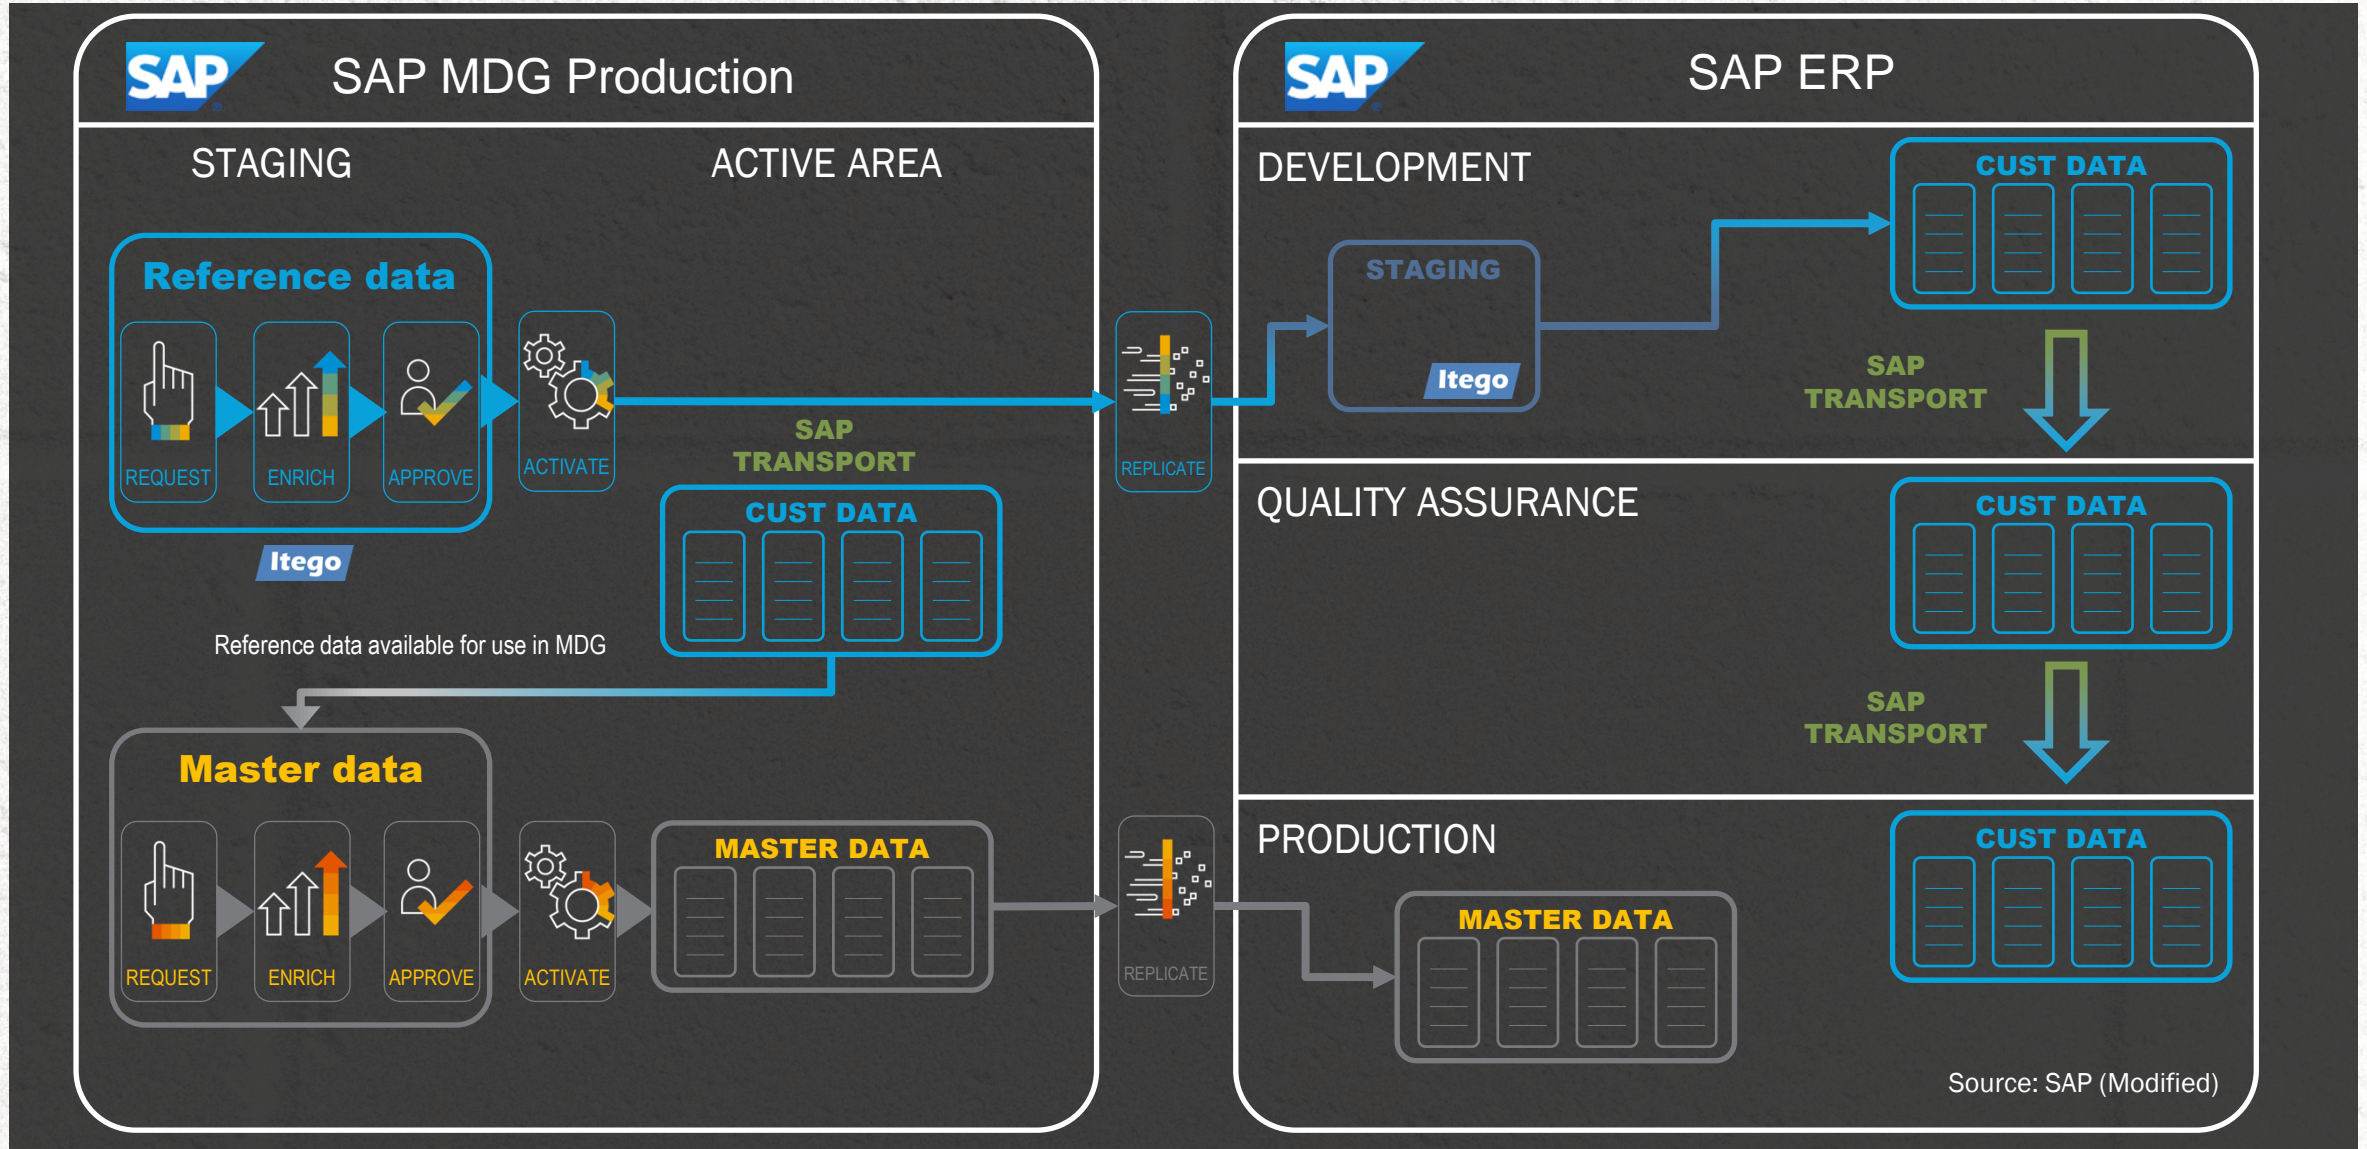 SAP
SAP MDG Production
STAGING
ACTIVE AREA
Reference data
REQUEST
ENRICH
APPROVE
ACTIVATE
Itego
SAP
TRANSPORT
CUST DATA
Reference data available for use in MDG
Master data
REQUEST
ENRICH
APPROVE
ACTIVATE
MASTER DATA
REPLICATE
REPLICATE
SAP
SAP ERP
DEVELOPMENT
STAGING
Itego
CUST DATA
SAP
TRANSPORT
QUALITY ASSURANCE
CUST DATA
SAP
TRANSPORT
PRODUCTION
MASTER DATA
CUST DATA
Source: SAP (Modified)